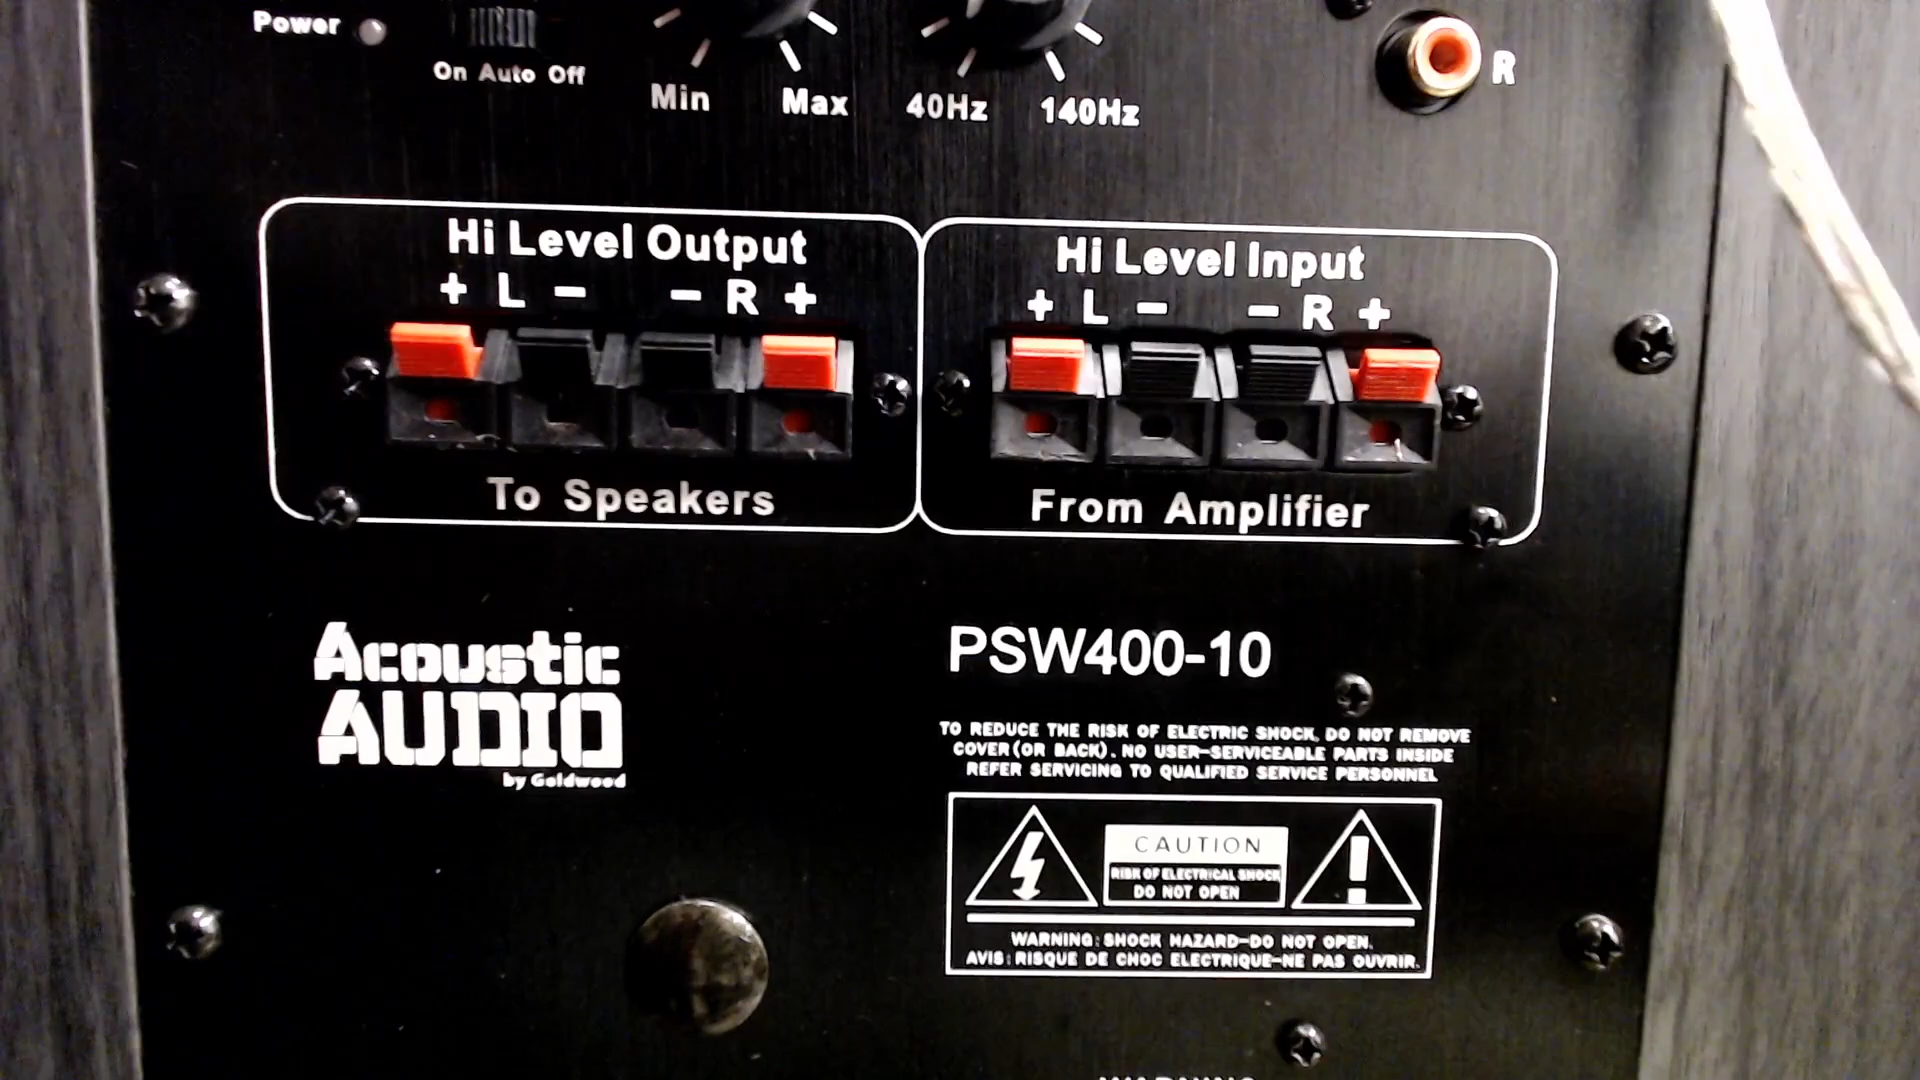 Power
On Auto Off
Min Max 40Hz 140Hz
R
Hi Level Output
+ L − − R +
To Speakers
Hi Level Input
+ L − − R +
From Amplifier
Acoustic
AUDIO
by Goldwood
PSW400-10
TO REDUCE THE RISK OF ELECTRIC SHOCK, DO NOT REMOVE
COVER (OR BACK). NO USER-SERVICEABLE PARTS INSIDE
REFER SERVICING TO QUALIFIED SERVICE PERSONNEL
CAUTION
RISK OF ELECTRICAL SHOCK
DO NOT OPEN
WARNING: SHOCK HAZARD-DO NOT OPEN.
AVIS: RISQUE DE CHOC ELECTRIQUE-NE PAS OUVRIR.